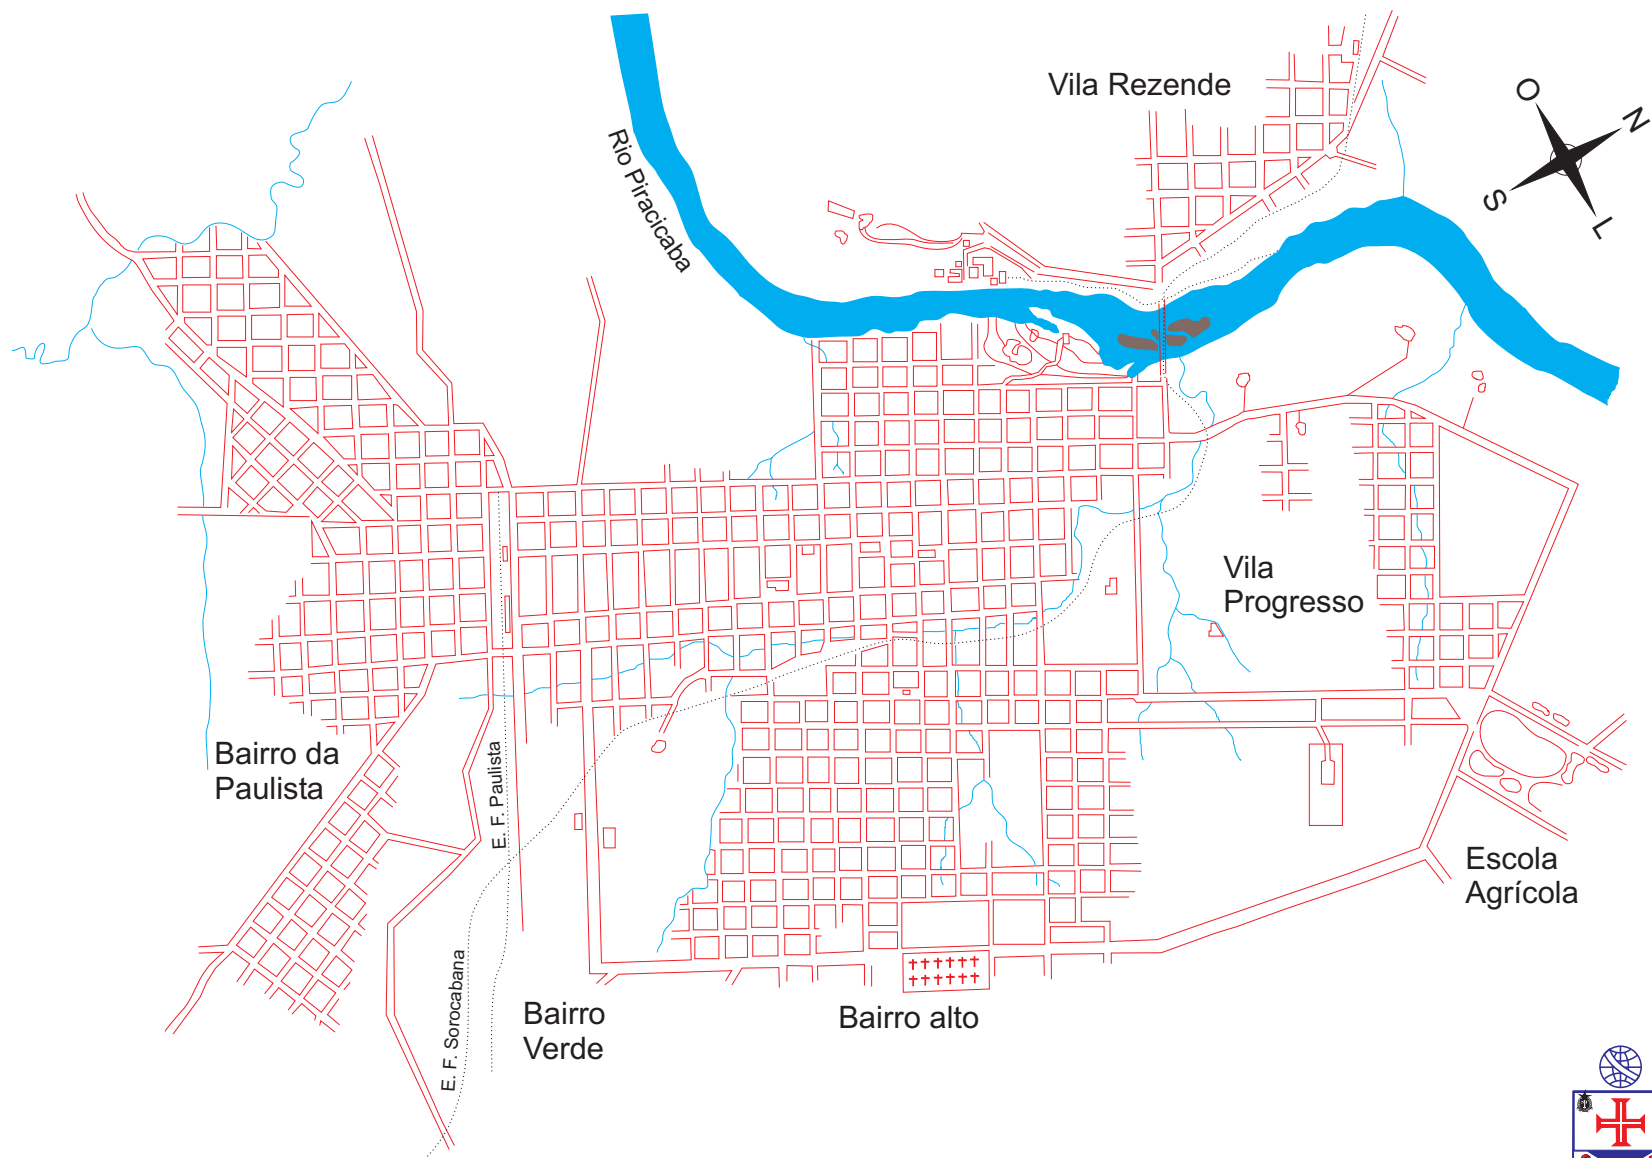 Vila Rezende
O
N
S
L
Rio Piracicaba
Vila
Progresso
Bairro da
Paulista
E. F. Paulista
Escola
Agrícola
E. F. Sorocabana
Bairro
Verde
Bairro alto